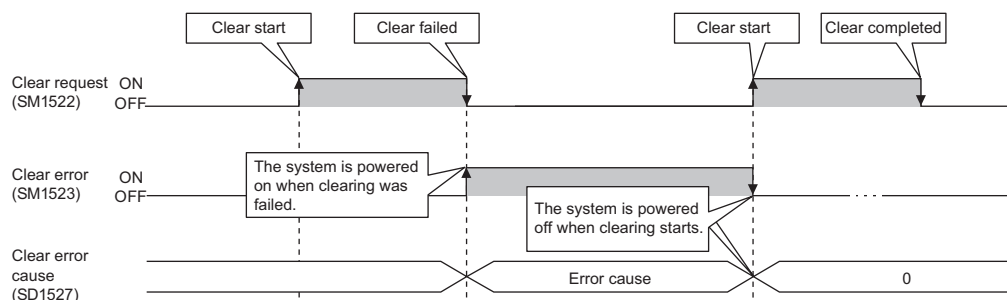 Clear start
Clear failed
Clear start
Clear completed
Clear request
(SM1522)
ON
OFF
Clear error
(SM1523)
ON
OFF
The system is powered
on when clearing was
failed.
The system is powered
off when clearing starts.
Clear error
cause
(SD1527)
Error cause
0